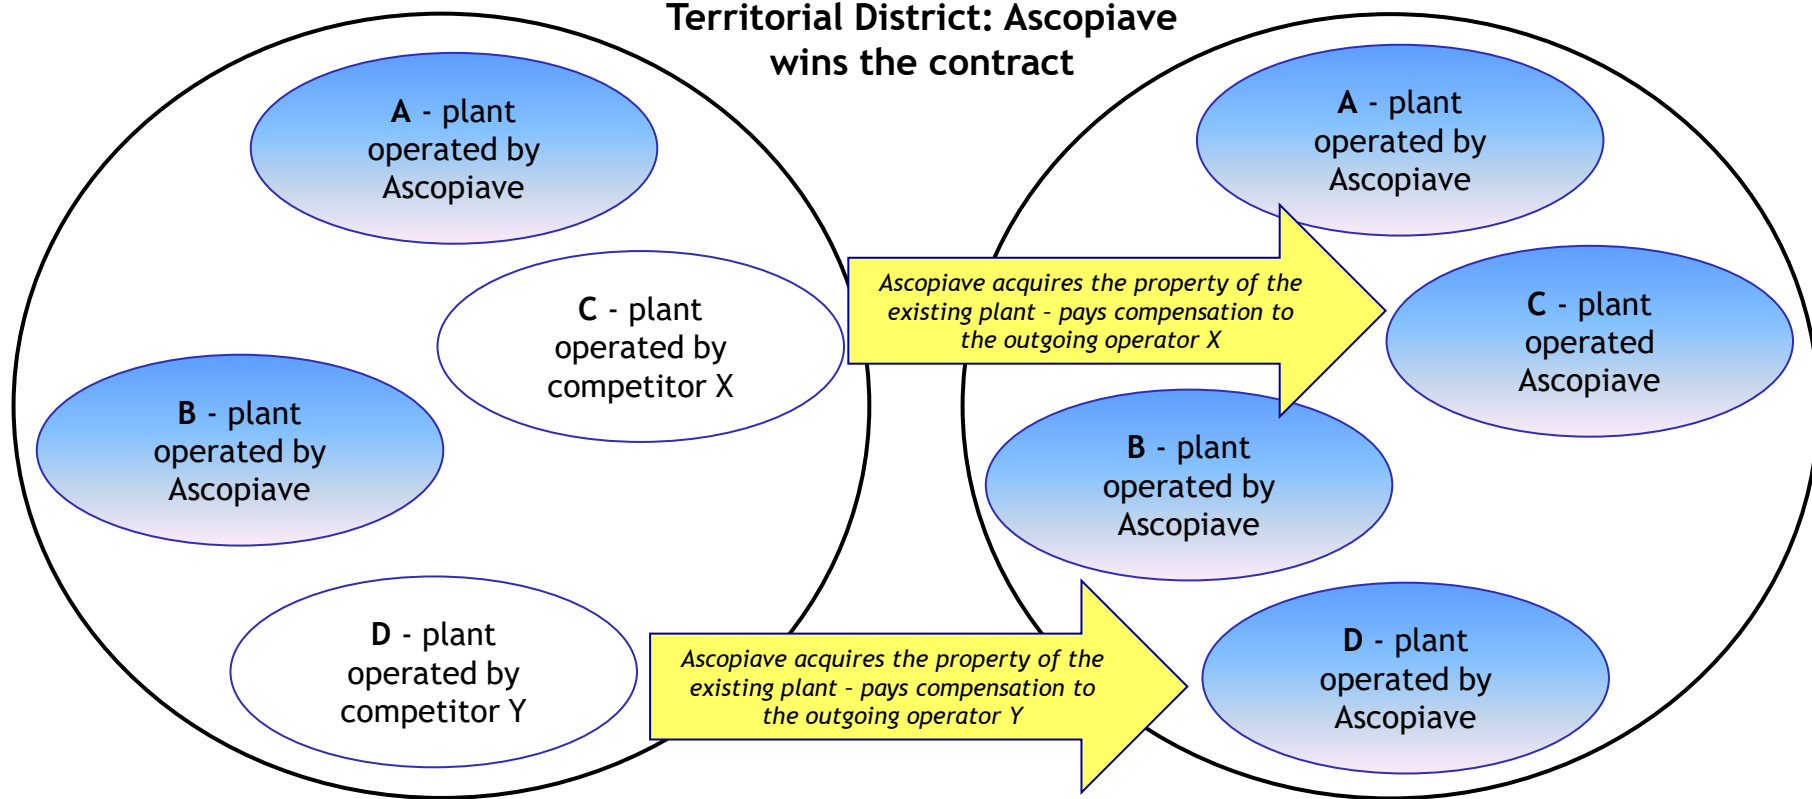 Territorial District: Ascopiave
wins the contract
A - plant
operated by
Ascopiave
C - plant
operated by
competitor X
B - plant
operated by
Ascopiave
D - plant
operated by
competitor Y
Ascopiave acquires the property of the
existing plant – pays compensation to
the outgoing operator X
Ascopiave acquires the property of the
existing plant – pays compensation to
the outgoing operator Y
A - plant
operated by
Ascopiave
C - plant
operated
Ascopiave
B - plant
operated by
Ascopiave
D - plant
operated by
Ascopiave